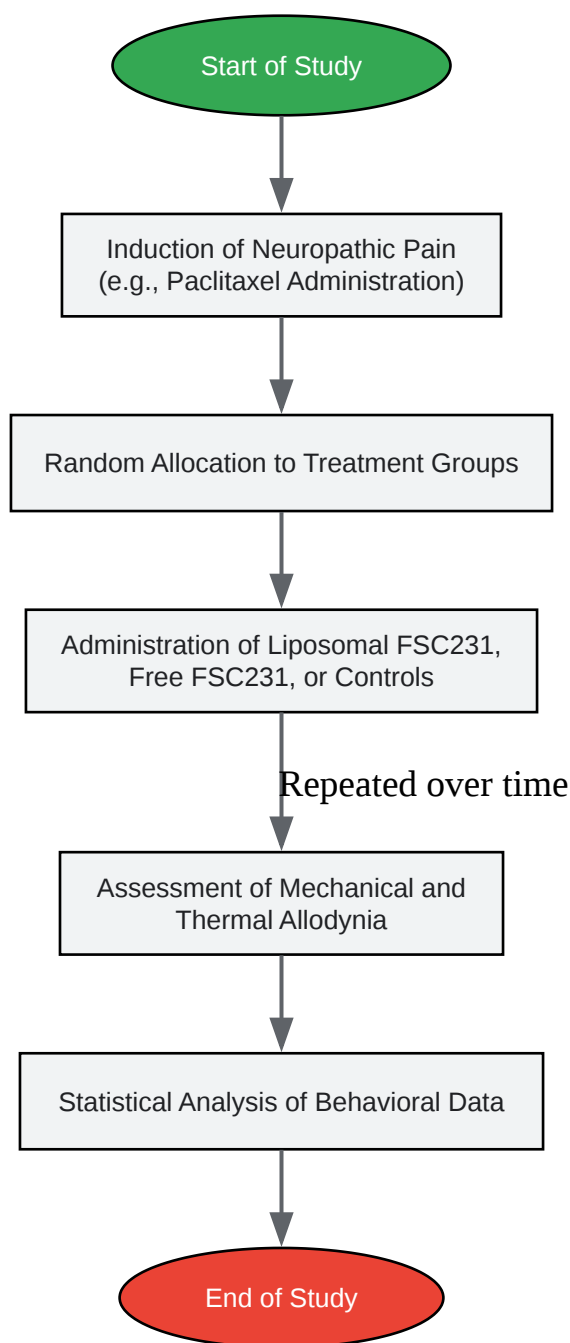 Start of Study
Induction of Neuropathic Pain
(e.g., Paclitaxel Administration)
Random Allocation to Treatment Groups
Administration of Liposomal FSC231,
Free FSC231, or Controls
Repeated over time
Assessment of Mechanical and
Thermal Allodynia
Statistical Analysis of Behavioral Data
End of Study